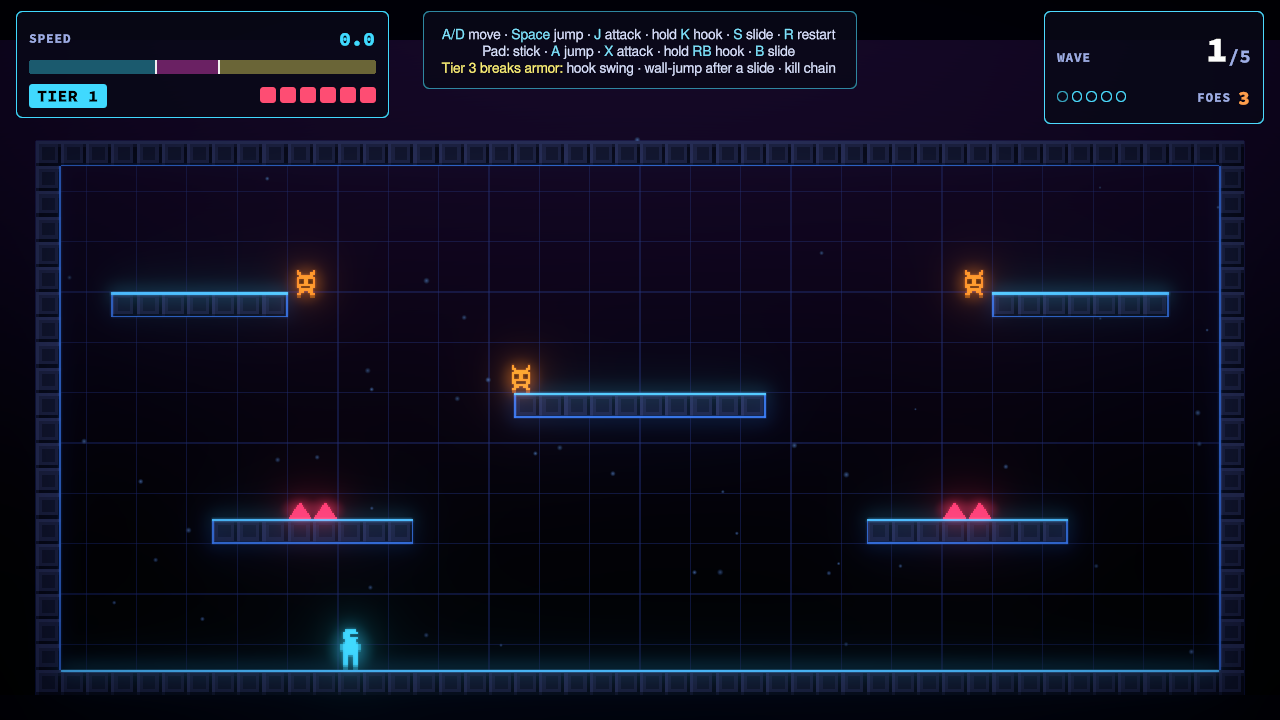 SPEED 0.0
TIER 1
A/D move · Space jump · J attack · hold K hook · S slide · R restart
Pad: stick · A jump · X attack · hold RB hook · B slide
Tier 3 breaks armor: hook swing · wall-jump after a slide · kill chain
WAVE 1/5
FOES 3